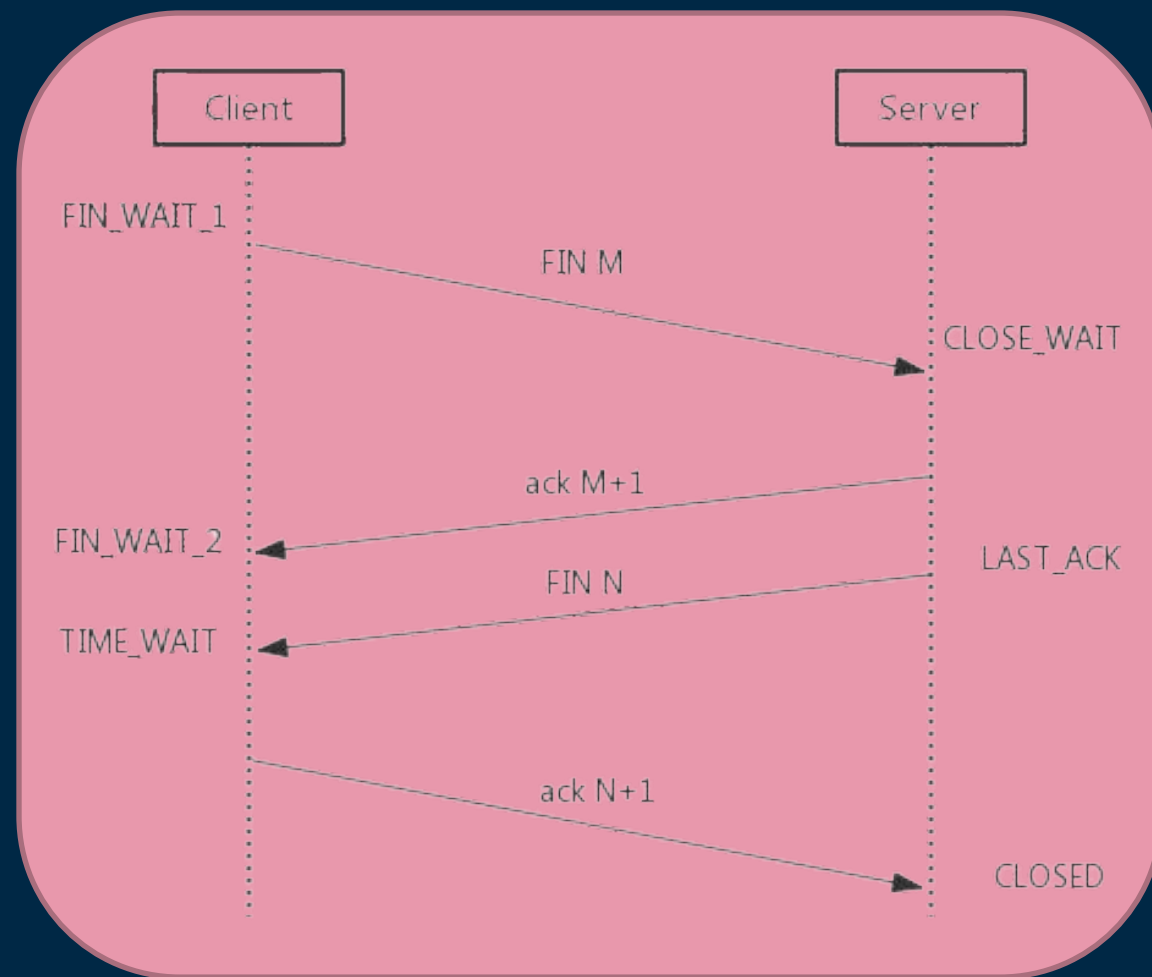 Client
Server
FIN_WAIT_1
FIN M
CLOSE_WAIT
ack M+1
FIN_WAIT_2
LAST_ACK
FIN N
TIME_WAIT
ack N+1
CLOSED